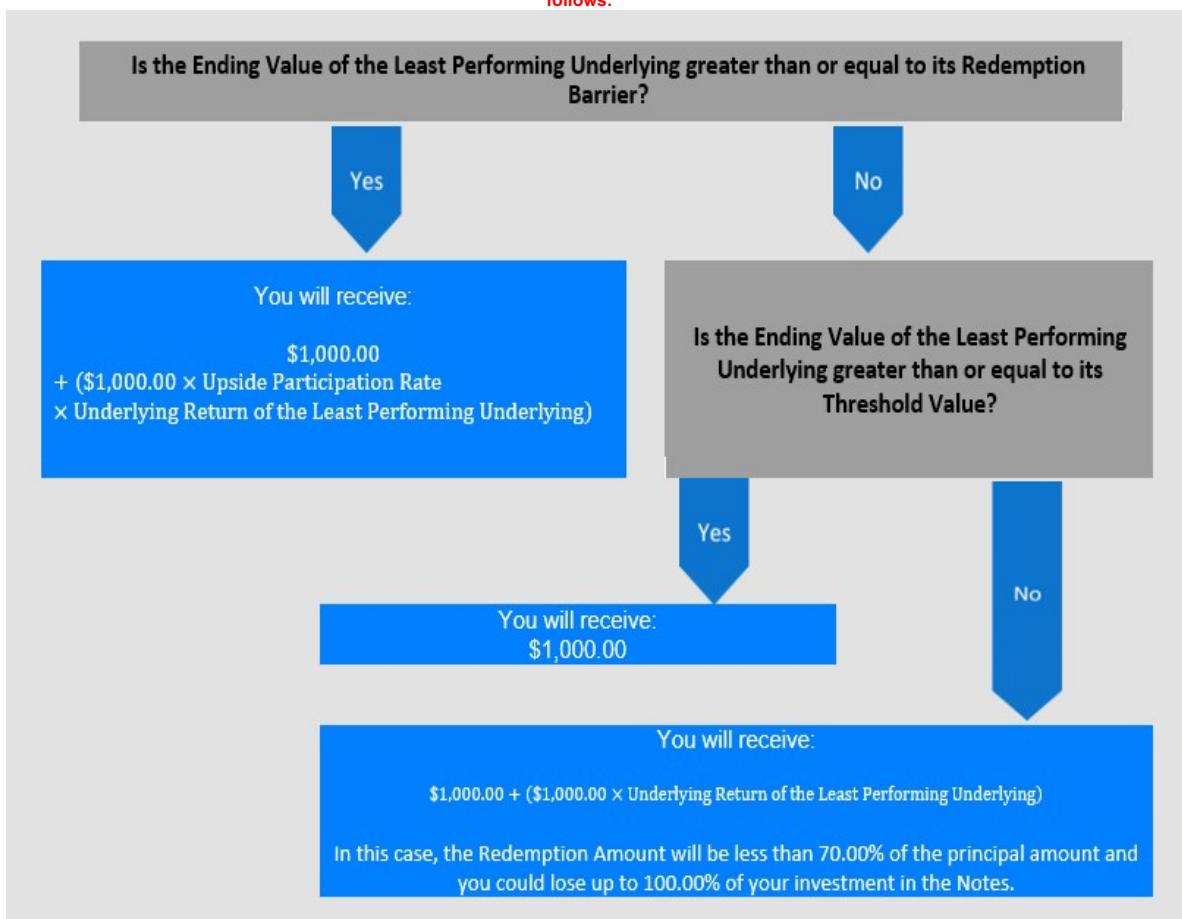 follows:
Is the Ending Value of the Least Performing Underlying greater than or equal to its Redemption
Barrier?
Yes
No
You will receive:
$1,000.00
+ ($1,000.00 × Upside Participation Rate
× Underlying Return of the Least Performing Underlying)
Is the Ending Value of the Least Performing
Underlying greater than or equal to its
Threshold Value?
Yes
No
You will receive:
$1,000.00
You will receive:
$1,000.00 + ($1,000.00 × Underlying Return of the Least Performing Underlying)
In this case, the Redemption Amount will be less than 70.00% of the principal amount and
you could lose up to 100.00% of your investment in the Notes.